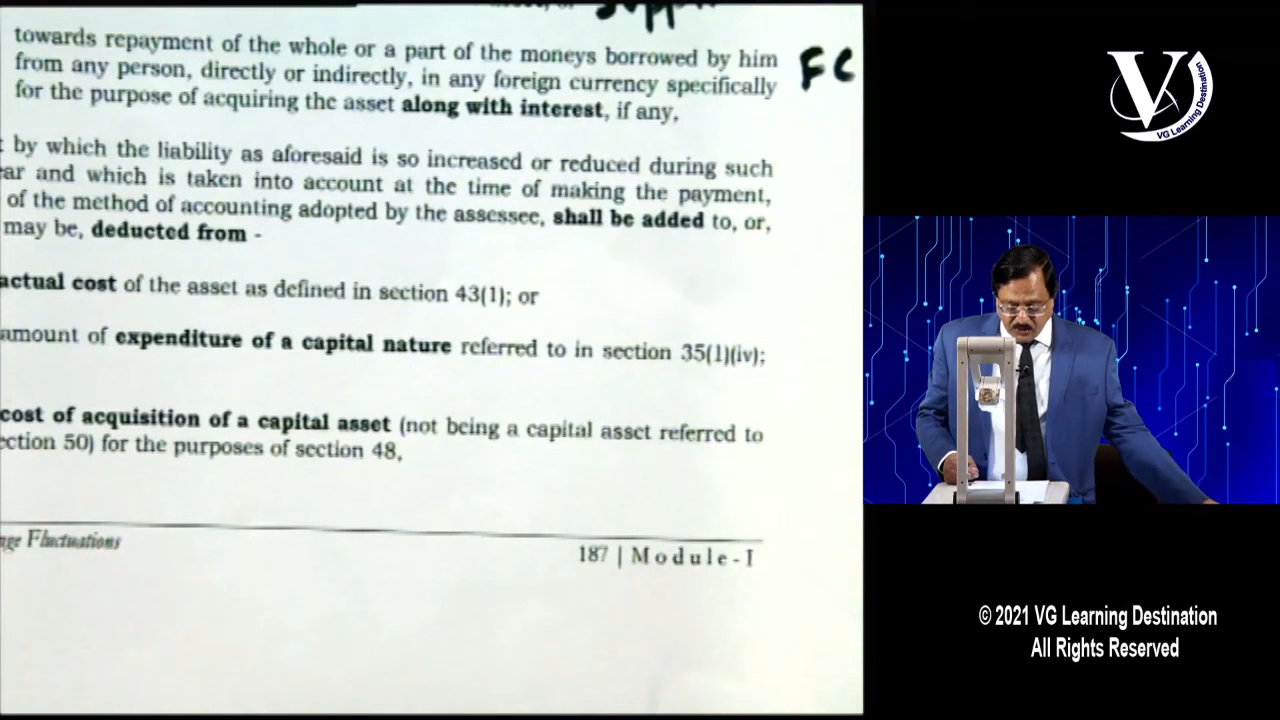 towards repayment of the whole or a part of the moneys borrowed by him
from any person, directly or indirectly, in any foreign currency specifically
for the purpose of acquiring the asset along with interest, if any,
FC
by which the liability as aforesaid is so increased or reduced during such
and which is taken into account at the time of making the payment,
of the method of accounting adopted by the assessee, shall be added to, or,
may be, deducted from -
actual cost of the asset as defined in section 43(1); or
amount of expenditure of a capital nature referred to in section 35(1)(iv);
cost of acquisition of a capital asset (not being a capital asset referred to
50) for the purposes of section 48,
Fluctuations
187 | Module-I
V
VG Learning Destination
© 2021 VG Learning Destination
All Rights Reserved